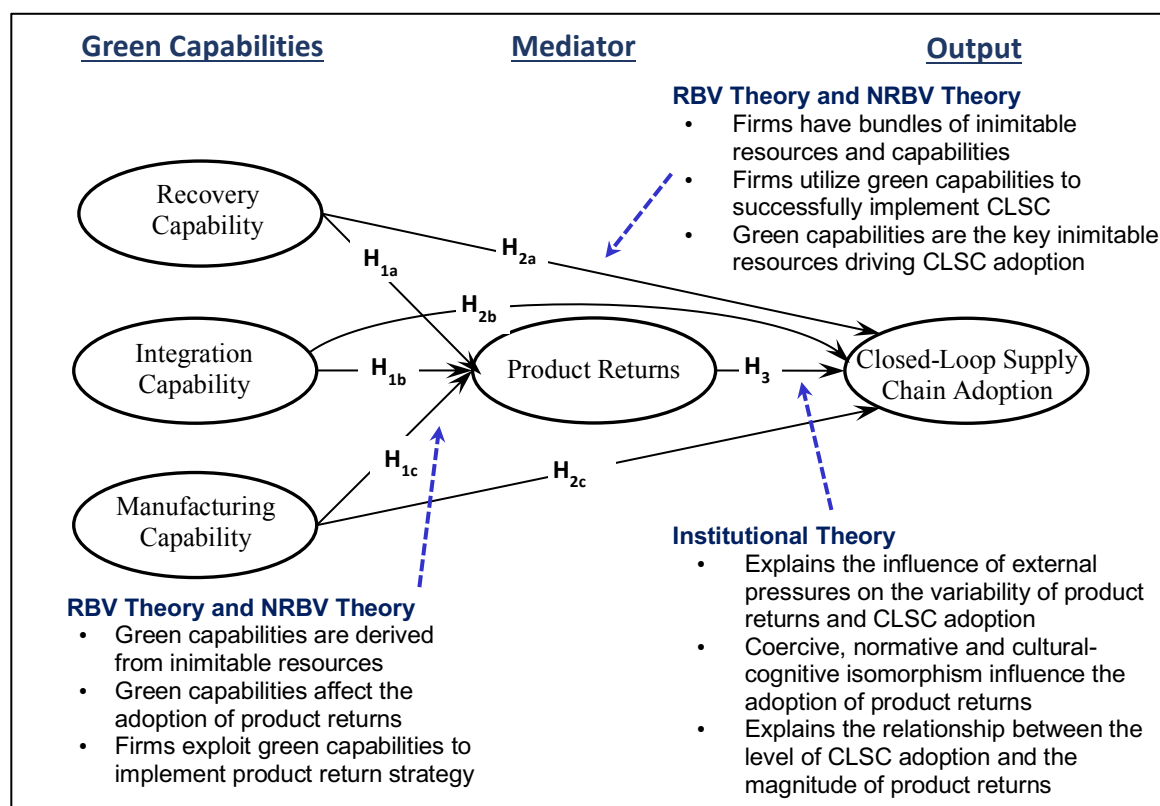 Green Capabilities
Mediator
Output
RBV Theory and NRBV Theory
• Firms have bundles of inimitable
resources and capabilities
• Firms utilize green capabilities to
successfully implement CLSC
• Green capabilities are the key inimitable
resources driving CLSC adoption
Recovery
Capability
H1a
H2a
H2b
Integration
Capability
H1b
Product Returns
H3
Closed-Loop Supply
Chain Adoption
H1c
H2c
Manufacturing
Capability
RBV Theory and NRBV Theory
• Green capabilities are derived
from inimitable resources
• Green capabilities affect the
adoption of product returns
• Firms exploit green capabilities to
implement product return strategy
Institutional Theory
• Explains the influence of external
pressures on the variability of product
returns and CLSC adoption
• Coercive, normative and cultural-
cognitive isomorphism influence the
adoption of product returns
• Explains the relationship between the
level of CLSC adoption and the
magnitude of product returns